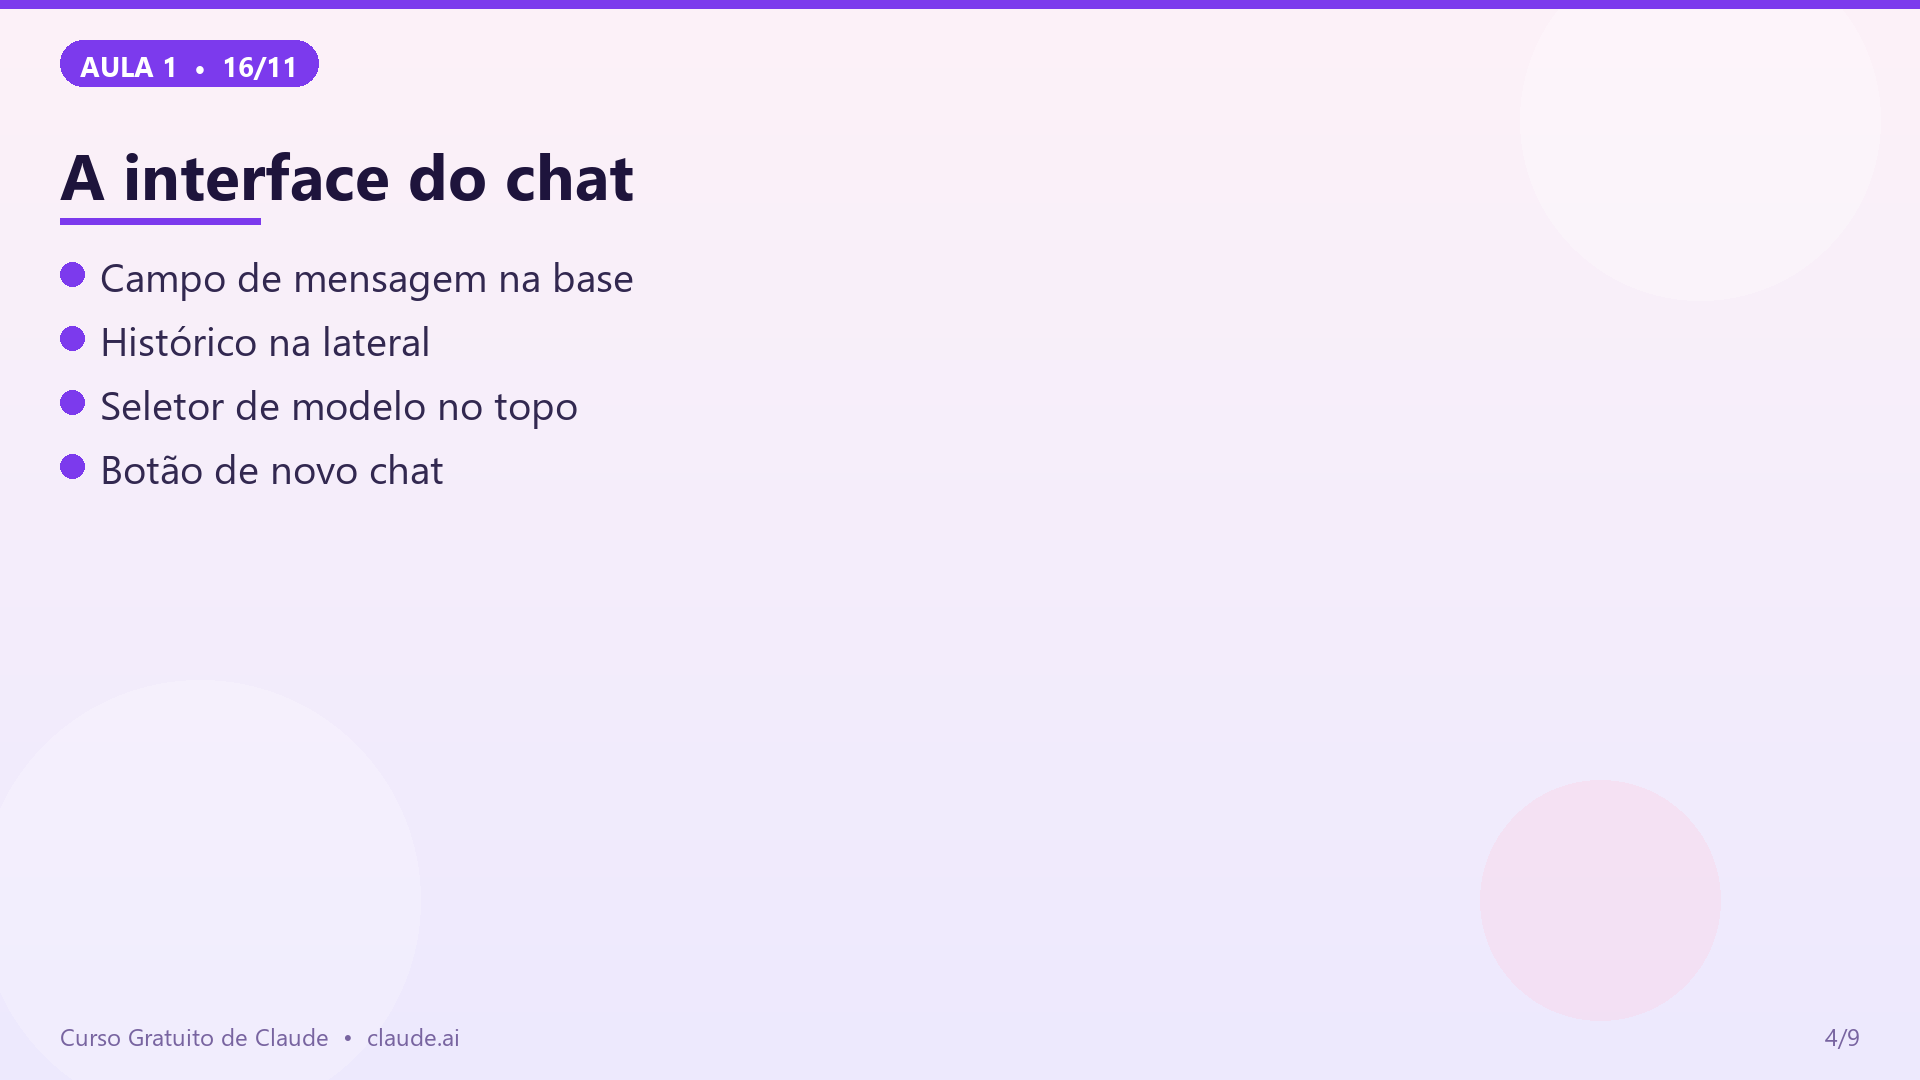 AULA 1 • 16/11
A interface do chat
Campo de mensagem na base
Histórico na lateral
Seletor de modelo no topo
Botão de novo chat
Curso Gratuito de Claude • claude.ai
4/9